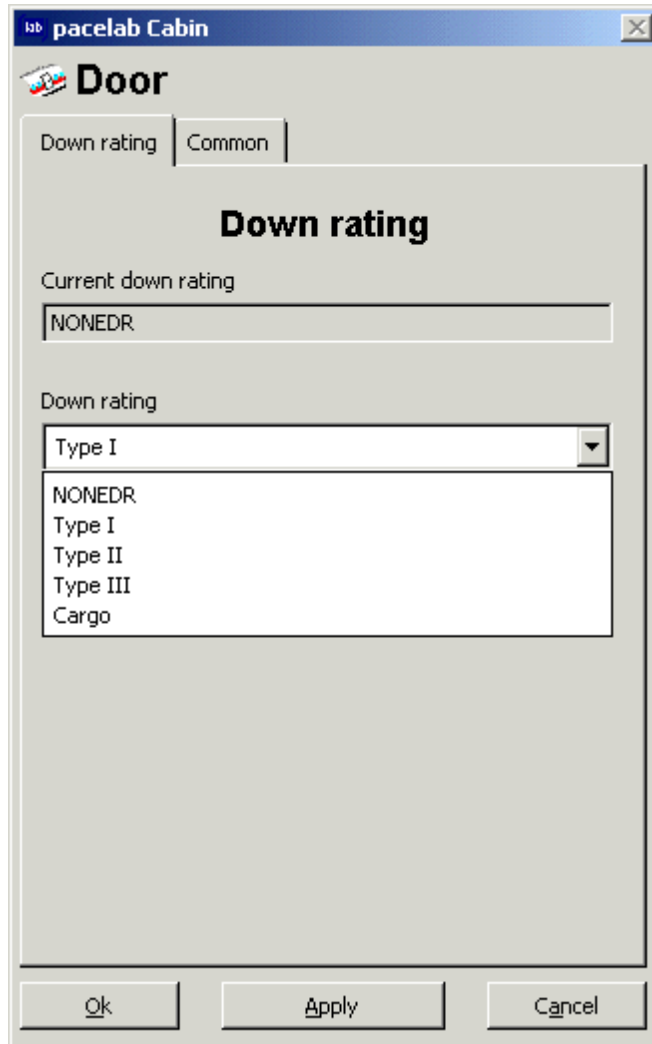 lab pacelab Cabin
Door
Down rating Common
Down rating
Current down rating
NONEDR
Down rating
Type I
NONEDR
Type I
Type II
Type III
Cargo
Ok Apply Cancel